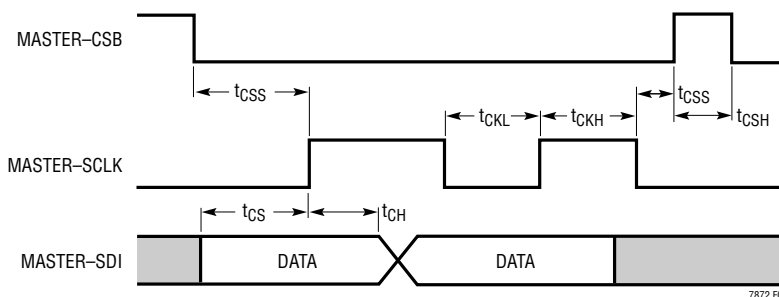 MASTER–CSB
tCSS
tCSS
tCKL
tCKH
tCSH
MASTER–SCLK
tCS
tCH
MASTER–SDI
DATA
DATA